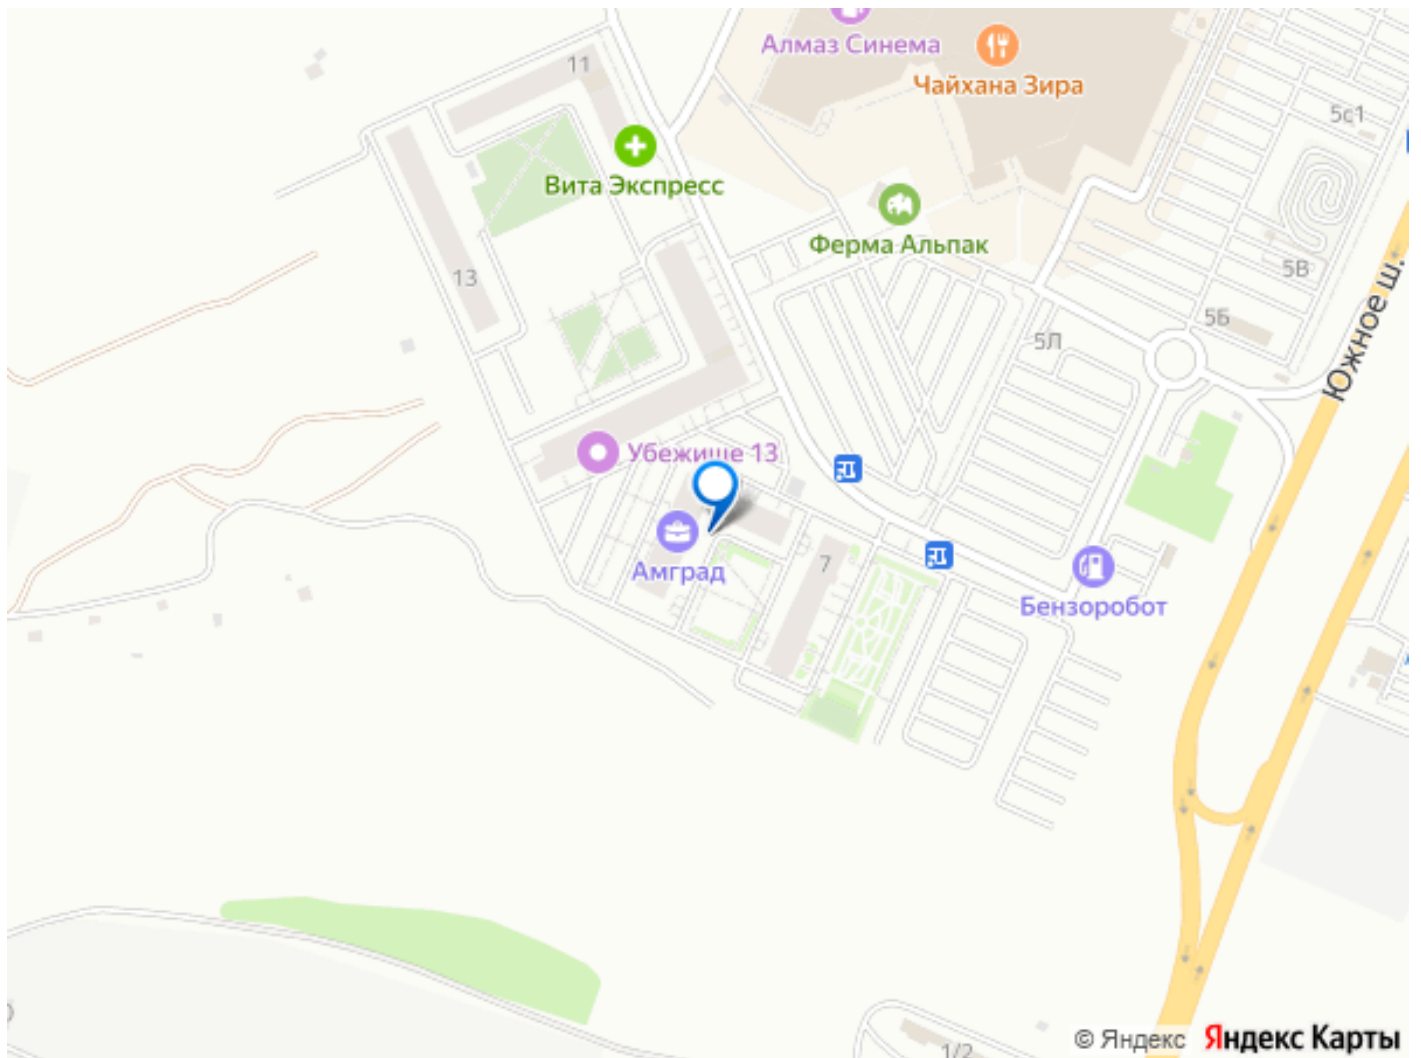 Алмаз Синема
Чайхана Зира
11
5с1
Вита Экспресс
Ферма Альпак
13
5В
5Б
5Л
Южное ш.
Убежище 13
7
Амград
Бензоробот
1/2
© Яндекс Яндекс Карты